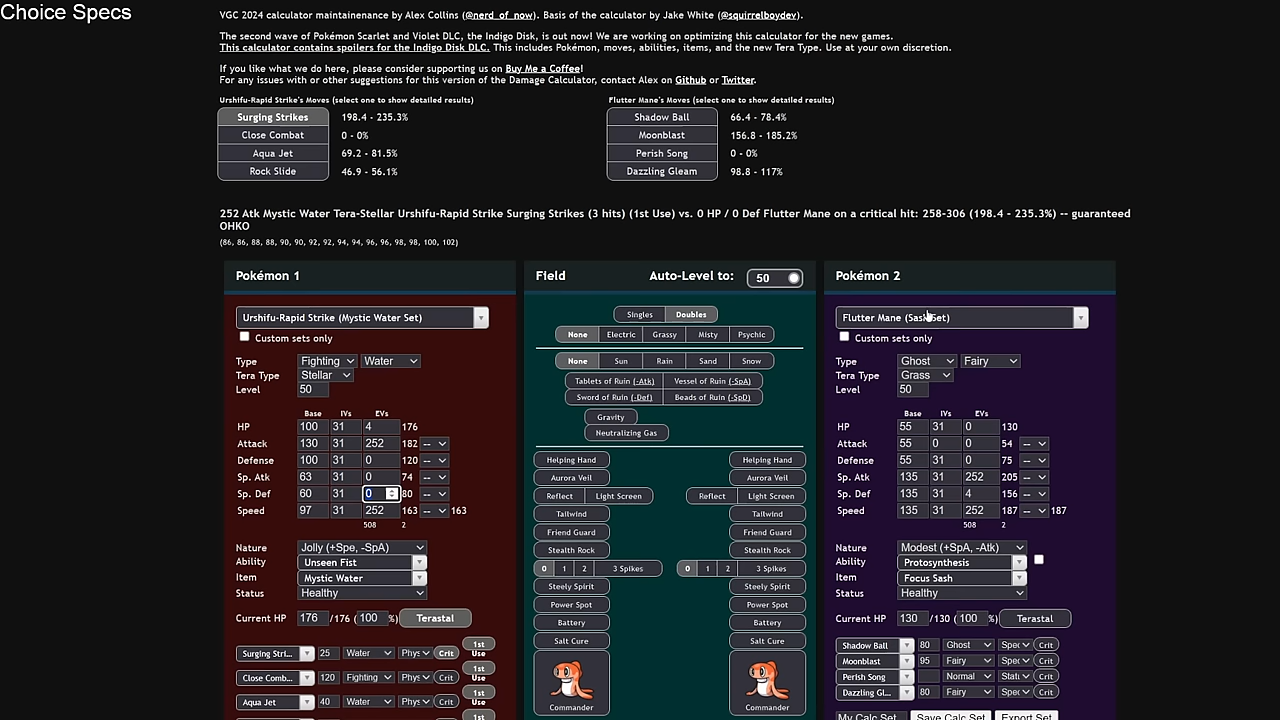 Choice Specs
VGC 2024 calculator maintainenance by Alex Collins (@nerd_of_now). Basis of the calculator by Jake White (@squirrelboydev).
The second wave of Pokémon Scarlet and Violet DLC, the Indigo Disk, is out now! We are working on optimizing this calculator for the new games.
This calculator contains spoilers for the Indigo Disk DLC. This includes Pokémon, moves, abilities, items, and the new Tera Type. Use at your own discretion.
If you like what we do here, please consider supporting us on Buy Me a Coffee!
For any issues with or other suggestions for this version of the Damage Calculator, contact Alex on Github or Twitter.
Urshifu-Rapid Strike's Moves (select one to show detailed results)
Surging Strikes 198.4 - 235.3%
Close Combat 0 - 0%
Aqua Jet 69.2 - 81.5%
Rock Slide 46.9 - 56.1%
Flutter Mane's Moves (select one to show detailed results)
Shadow Ball 66.4 - 78.4%
Moonblast 156.8 - 185.2%
Perish Song 0 - 0%
Dazzling Gleam 98.8 - 117%
252 Atk Mystic Water Tera-Stellar Urshifu-Rapid Strike Surging Strikes (3 hits) (1st Use) vs. 0 HP / 0 Def Flutter Mane on a critical hit: 258-306 (198.4 - 235.3%) -- guaranteed
OHKO
(86, 86, 88, 88, 90, 90, 92, 92, 94, 94, 96, 96, 98, 98, 100, 102)
Pokémon 1
Urshifu-Rapid Strike (Mystic Water Set)
Custom sets only
Type Fighting Water
Tera Type Stellar
Level 50
Base IVs EVs
HP 100 31 4 176
Attack 130 31 252 182 --
Defense 100 31 0 120 --
Sp. Atk 63 31 0 74 --
Sp. Def 60 31 0 80 --
Speed 97 31 252 163 -- 163
508 2
Nature Jolly (+Spe, -SpA)
Ability Unseen Fist
Item Mystic Water
Status Healthy
Current HP 176 /176 ( 100 %) Terastal
Surging Stri... 25 Water Phys Crit 1st Use
Close Comb... 120 Fighting Phys Crit 1st Use
Aqua Jet 40 Water Phys Crit 1st Use
1st
Field Auto-Level to: 50
Singles Doubles
None Electric Grassy Misty Psychic
None Sun Rain Sand Snow
Tablets of Ruin (-Atk) Vessel of Ruin (-SpA)
Sword of Ruin (-Def) Beads of Ruin (-SpD)
Gravity
Neutralizing Gas
Helping Hand Helping Hand
Aurora Veil Aurora Veil
Reflect Light Screen Reflect Light Screen
Tailwind Tailwind
Friend Guard Friend Guard
Stealth Rock Stealth Rock
0 1 2 3 Spikes 0 1 2 3 Spikes
Steely Spirit Steely Spirit
Power Spot Power Spot
Battery Battery
Salt Cure Salt Cure
Commander Commander
Pokémon 2
Flutter Mane (Sash Set)
Custom sets only
Type Ghost Fairy
Tera Type Grass
Level 50
Base IVs EVs
HP 55 31 0 130
Attack 55 0 0 54 --
Defense 55 31 0 75 --
Sp. Atk 135 31 252 205 --
Sp. Def 135 31 4 156 --
Speed 135 31 252 187 -- 187
508 2
Nature Modest (+SpA, -Atk)
Ability Protosynthesis
Item Focus Sash
Status Healthy
Current HP 130 /130 ( 100 %) Terastal
Shadow Ball 80 Ghost Spec Crit
Moonblast 95 Fairy Spec Crit
Perish Song Normal Stat Crit
Dazzling Gl... 80 Fairy Spec Crit
My Calc Set Save Calc Set Export Set